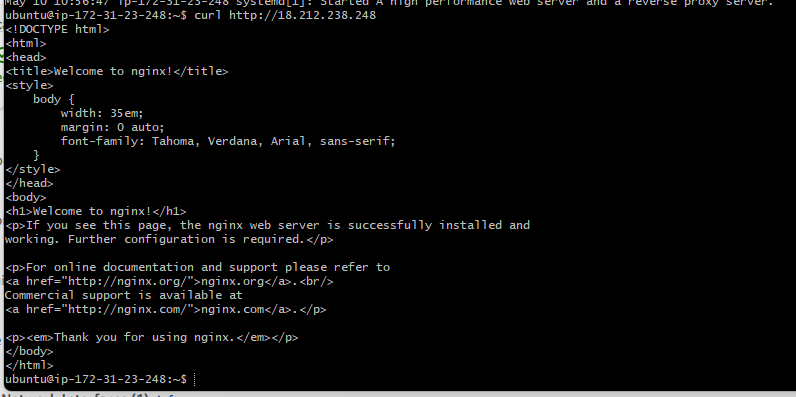 May 10 10:56:47 ip-172-31-23-248 systemd[1]: Started A high performance web server and a reverse proxy server.
ubuntu@ip-172-31-23-248:~$ curl http://18.212.238.248
<!DOCTYPE html>
<html>
<head>
<title>Welcome to nginx!</title>
<style>
    body {
        width: 35em;
        margin: 0 auto;
        font-family: Tahoma, Verdana, Arial, sans-serif;
    }
</style>
</head>
<body>
<h1>Welcome to nginx!</h1>
<p>If you see this page, the nginx web server is successfully installed and
working. Further configuration is required.</p>

<p>For online documentation and support please refer to
<a href="http://nginx.org/">nginx.org</a>.<br/>
Commercial support is available at
<a href="http://nginx.com/">nginx.com</a>.</p>

<p><em>Thank you for using nginx.</em></p>
</body>
</html>
ubuntu@ip-172-31-23-248:~$